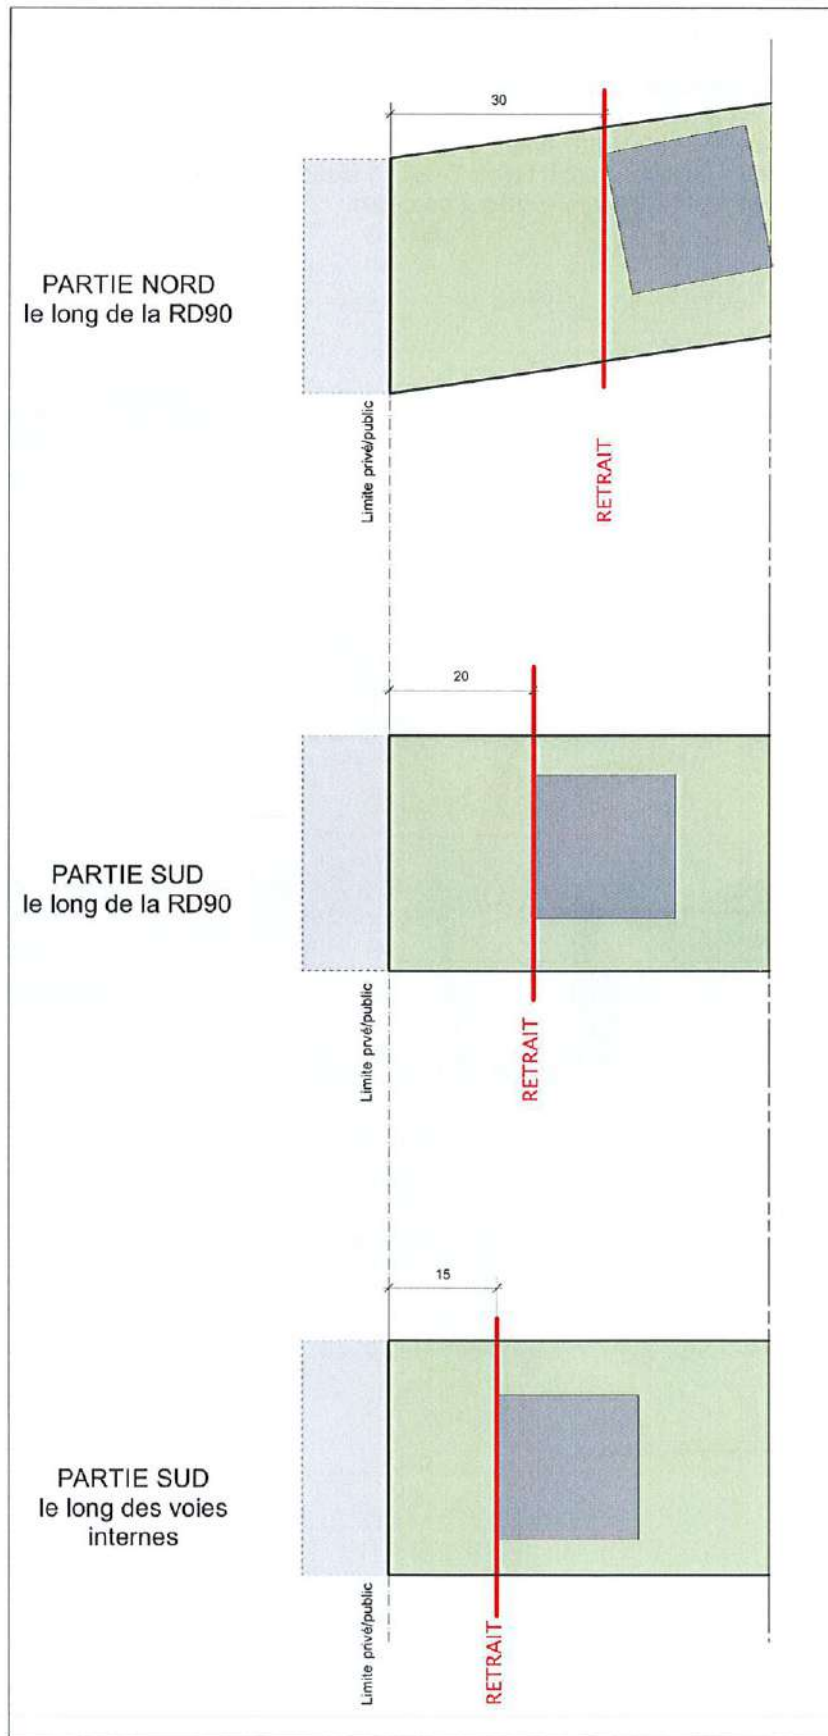 30
PARTIE NORD
le long de la RD90
Limite privé/public
RETRAIT
20
PARTIE SUD
le long de la RD90
Limite prvé/public
RETRAIT
15
PARTIE SUD
le long des voies
internes
Limite privé/public
RETRAIT